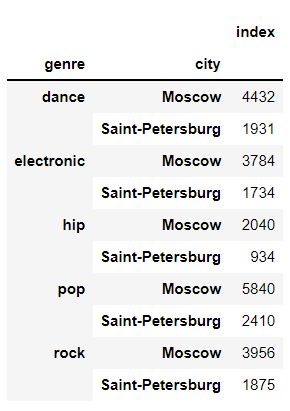 index
genre city
dance Moscow 4432
Saint-Petersburg 1931
electronic Moscow 3784
Saint-Petersburg 1734
hip Moscow 2040
Saint-Petersburg 934
pop Moscow 5840
Saint-Petersburg 2410
rock Moscow 3956
Saint-Petersburg 1875